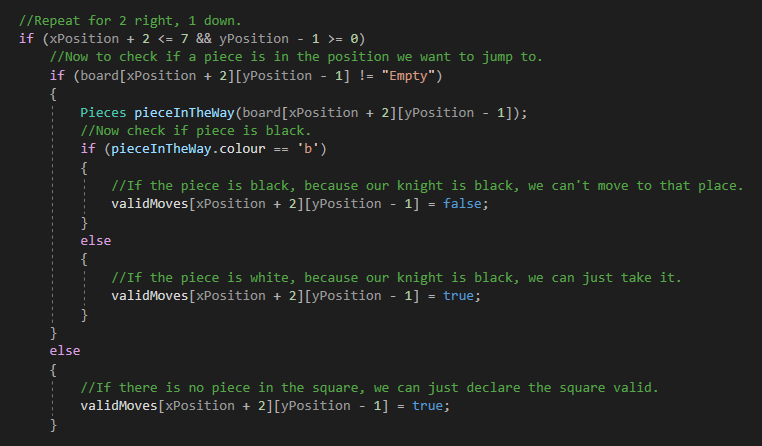 //Repeat for 2 right, 1 down.
if (xPosition + 2 <= 7 && yPosition - 1 >= 0)
//Now to check if a piece is in the position we want to jump to.
if (board[xPosition + 2][yPosition - 1] != "Empty")
{
Pieces pieceInTheWay(board[xPosition + 2][yPosition - 1]);
//Now check if piece is black.
if (pieceInTheWay.colour == 'b')
{
//If the piece is black, because our knight is black, we can't move to that place.
validMoves[xPosition + 2][yPosition - 1] = false;
}
else
{
//If the piece is white, because our knight is black, we can just take it.
validMoves[xPosition + 2][yPosition - 1] = true;
}
}
else
{
//If there is no piece in the square, we can just declare the square valid.
validMoves[xPosition + 2][yPosition - 1] = true;
}